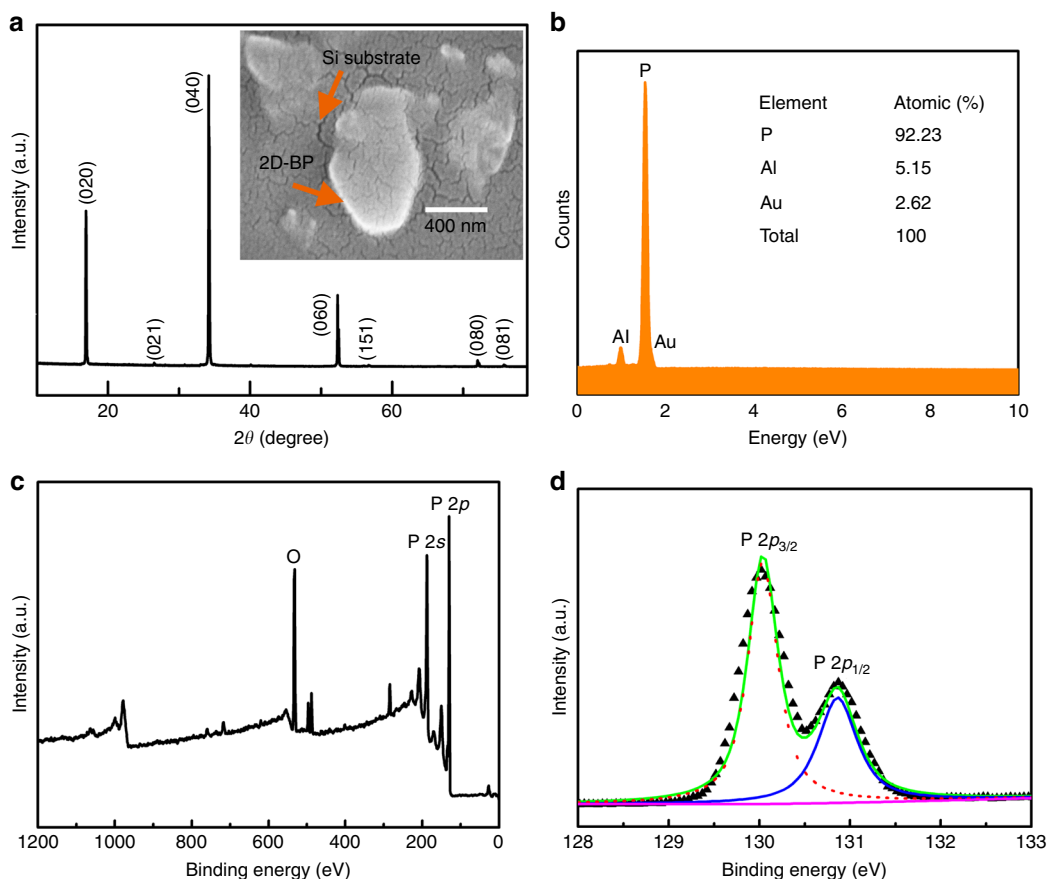 a
Intensity (a.u.)
(020)
(021)
(040)
(060)
(151)
(080)
(081)
Si substrate
2D-BP
400 nm
20
40
60
2θ (degree)
b
Counts
P
Al
Au
Element Atomic (%)
P 92.23
Al 5.15
Au 2.62
Total 100
0 2 4 6 8 10
Energy (eV)
c
Intensity (a.u.)
O
P 2s
P 2p
1200 1000 800 600 400 200 0
Binding energy (eV)
d
Intensity (a.u.)
P 2p3/2
P 2p1/2
128 129 130 131 132 133
Binding energy (eV)